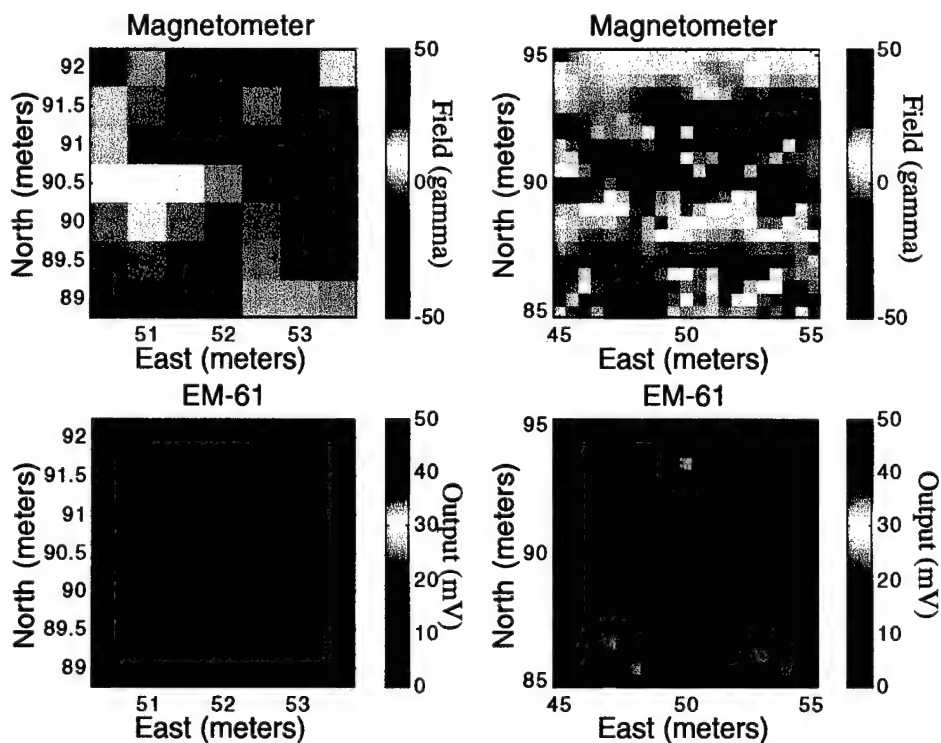 Magnetometer
92
91.5
91
90.5
90
89.5
89
51 52 53
East (meters)
North (meters)
50
0
-50
Field (gamma)
Magnetometer
95
90
85
45 50 55
East (meters)
North (meters)
50
0
-50
Field (gamma)
EM-61
92
91.5
91
90.5
90
89.5
89
51 52 53
East (meters)
North (meters)
50
40
30
20
10
0
Output (mV)
EM-61
95
90
85
45 50 55
East (meters)
North (meters)
50
40
30
20
10
0
Output (mV)